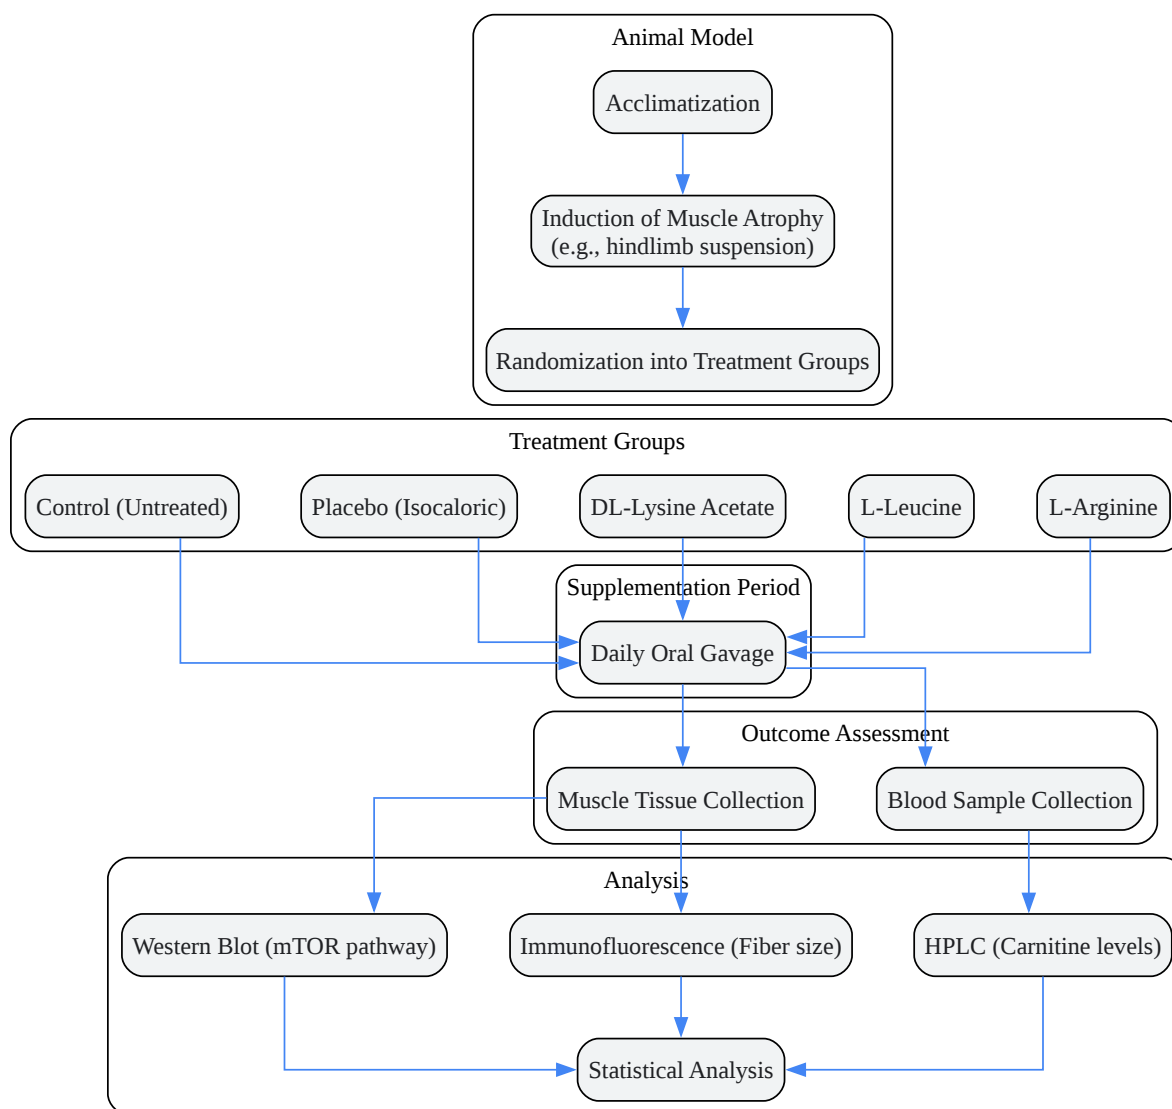 Animal Model
Acclimatization
Induction of Muscle Atrophy
(e.g., hindlimb suspension)
Randomization into Treatment Groups
Treatment Groups
Control (Untreated)
Placebo (Isocaloric)
DL-Lysine Acetate
L-Leucine
L-Arginine
Supplementation Period
Daily Oral Gavage
Outcome Assessment
Muscle Tissue Collection
Blood Sample Collection
Analysis
Western Blot (mTOR pathway)
Immunofluorescence (Fiber size)
HPLC (Carnitine levels)
Statistical Analysis